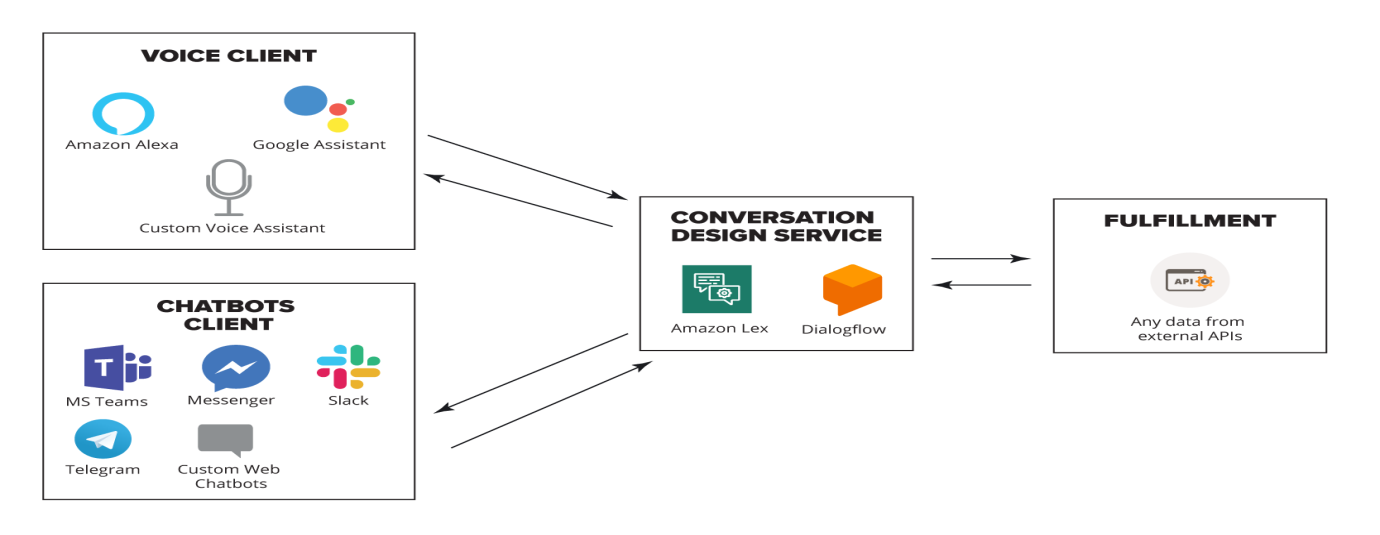 VOICE CLIENT
Amazon Alexa
Google Assistant
Custom Voice Assistant
CHATBOTS
CLIENT
T
MS Teams
Messenger
Slack
Telegram
Custom Web
Chatbots
CONVERSATION
DESIGN SERVICE
Amazon Lex
Dialogflow
FULFILLMENT
API
Any data from
external APIs